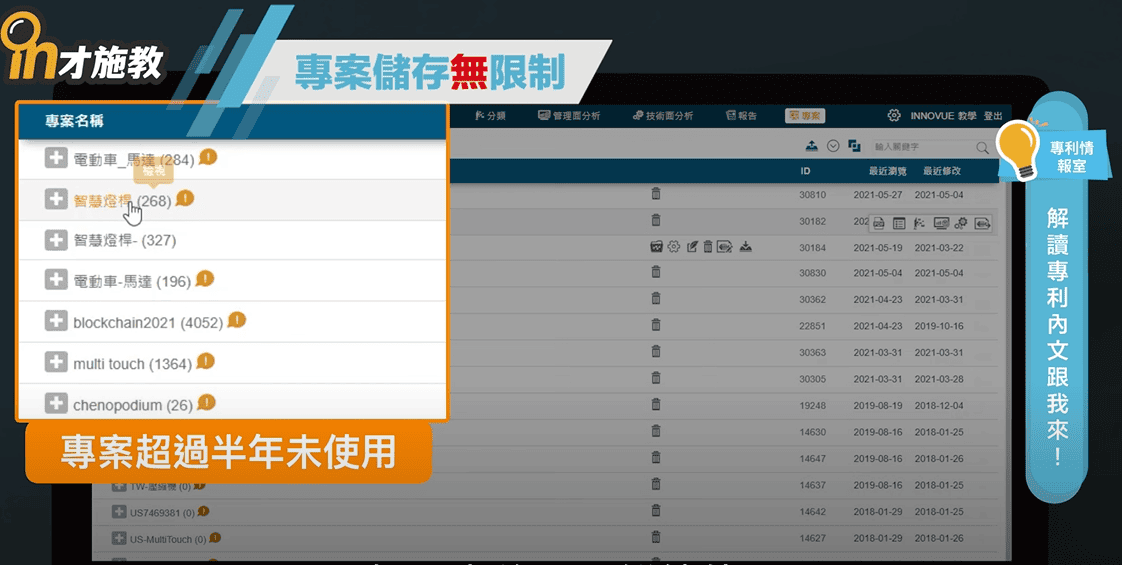 in才施教
專案儲存無限制
專案名稱
電動車_馬達 (284)
檢視
智慧燈桿 (268)
智慧燈桿- (327)
電動車-馬達 (196)
blockchain2021 (4052)
multi touch (1364)
chenopodium (26)
專案超過半年未使用
US7469381 (0)
US-MultiTouch (0)
分類 管理面分析 技術面分析 報告 專案 INNOVUE 教學 登出
輸入關鍵字
ID 最近瀏覽 最近修改
30810 2021-05-27 2021-05-04
30182 202
30184 2021-05-19 2021-03-22
30830 2021-05-04 2021-05-04
30362 2021-04-23 2021-03-31
22851 2021-04-23 2019-10-16
30363 2021-03-31 2021-03-31
30305 2021-03-31 2021-03-28
19248 2019-08-19 2018-12-04
14630 2019-08-16 2018-01-25
14647 2019-08-16 2018-01-26
14637 2019-08-16 2018-01-25
14642 2018-01-29 2018-01-25
14627 2018-01-29 2018-01-26
專利情
報室
解讀專利內文跟我來！